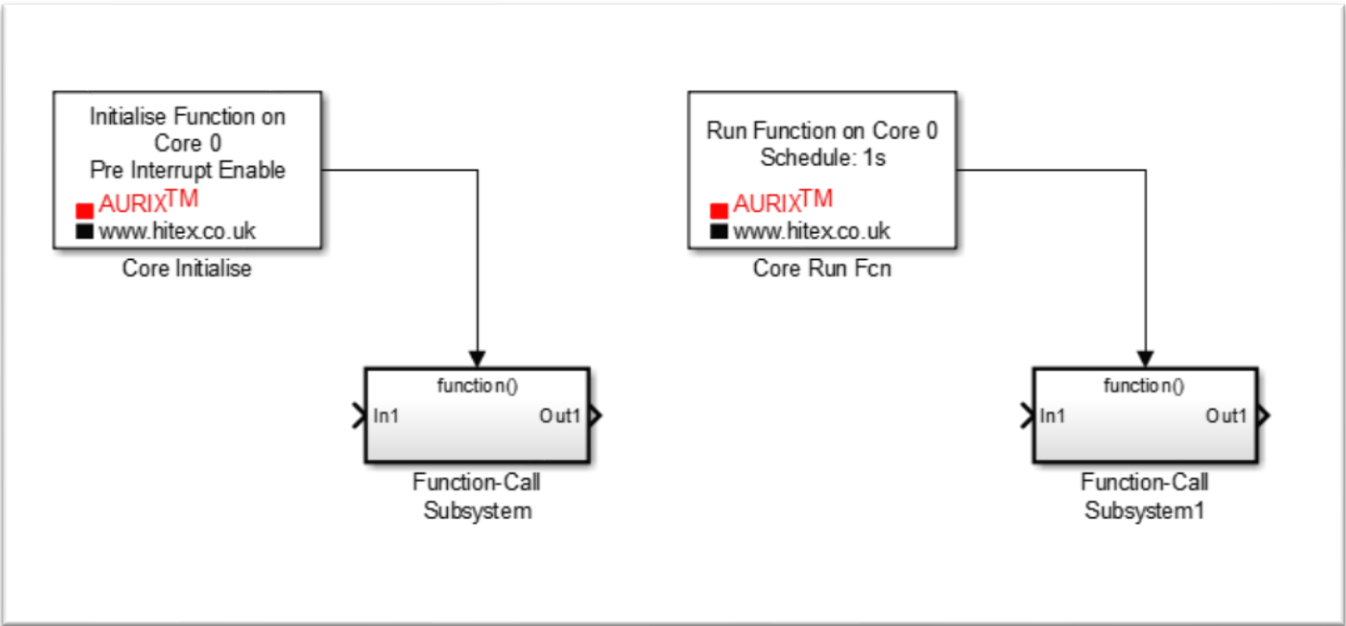 Initialise Function on
Core 0
Pre Interrupt Enable
AURIXTM
www.hitex.co.uk
Core Initialise
function()
In1
Out1
Function-Call
Subsystem
Run Function on Core 0
Schedule: 1s
AURIXTM
www.hitex.co.uk
Core Run Fcn
function()
In1
Out1
Function-Call
Subsystem1